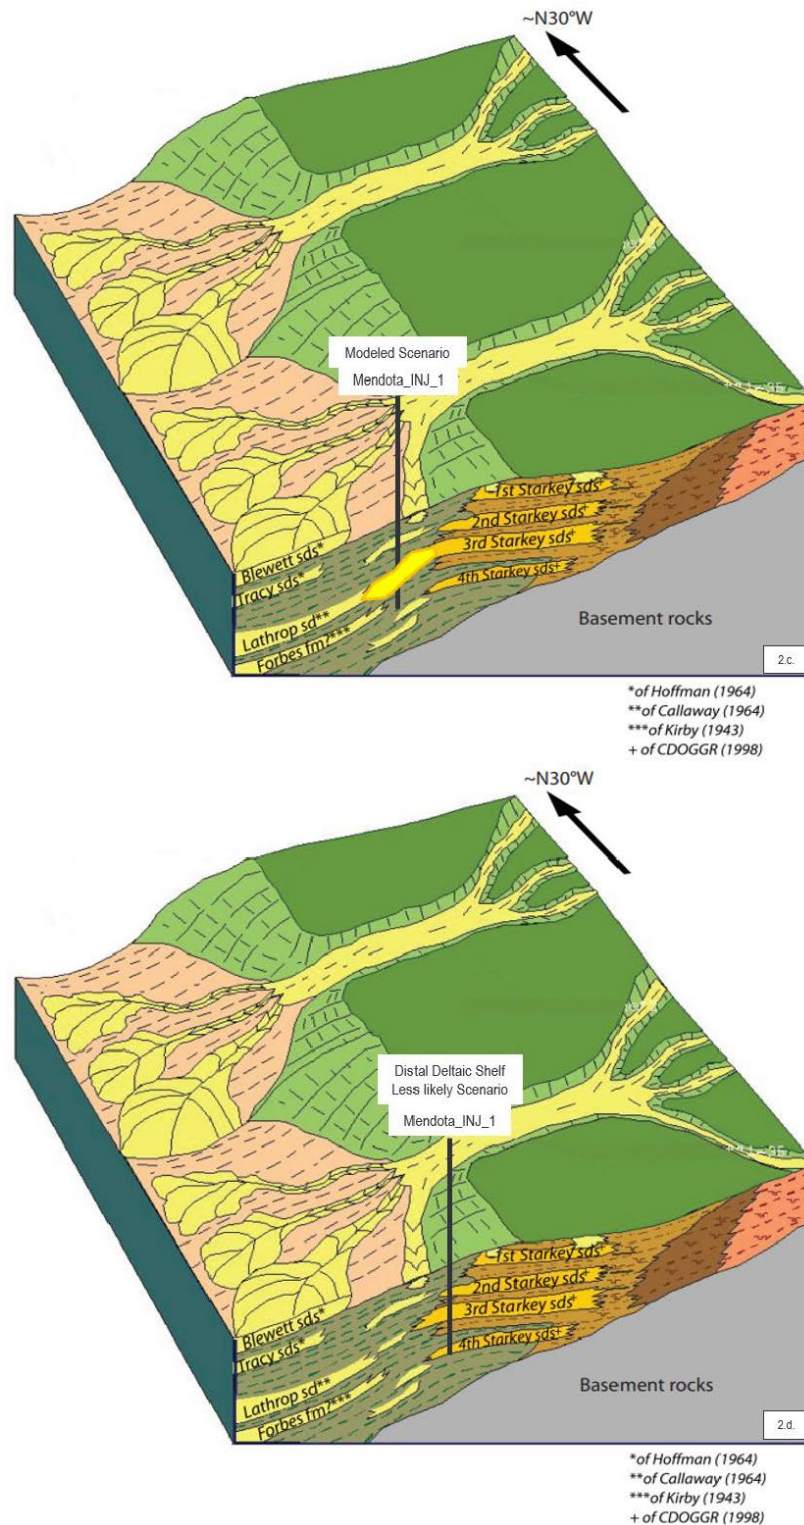 ~N30°W
Modeled Scenario
Mendota_INJ_1
~1st Starkey sds⁺
2nd Starkey sds⁺
3rd Starkey sds⁺
4th Starkey sds⁺
Blewett sds*
Tracy sds*
Lathrop sd**
Forbes fm?***
Basement rocks
2.c.
*of Hoffman (1964)
**of Callaway (1964)
***of Kirby (1943)
+ of CDOGGR (1998)
~N30°W
Distal Deltaic Shelf
Less likely Scenario
Mendota_INJ_1
~1st Starkey sds⁺
2nd Starkey sds⁺
3rd Starkey sds⁺
4th Starkey sds⁺
Blewett sds*
Tracy sds*
Lathrop sd**
Forbes fm?***
Basement rocks
2.d.
*of Hoffman (1964)
**of Callaway (1964)
***of Kirby (1943)
+ of CDOGGR (1998)